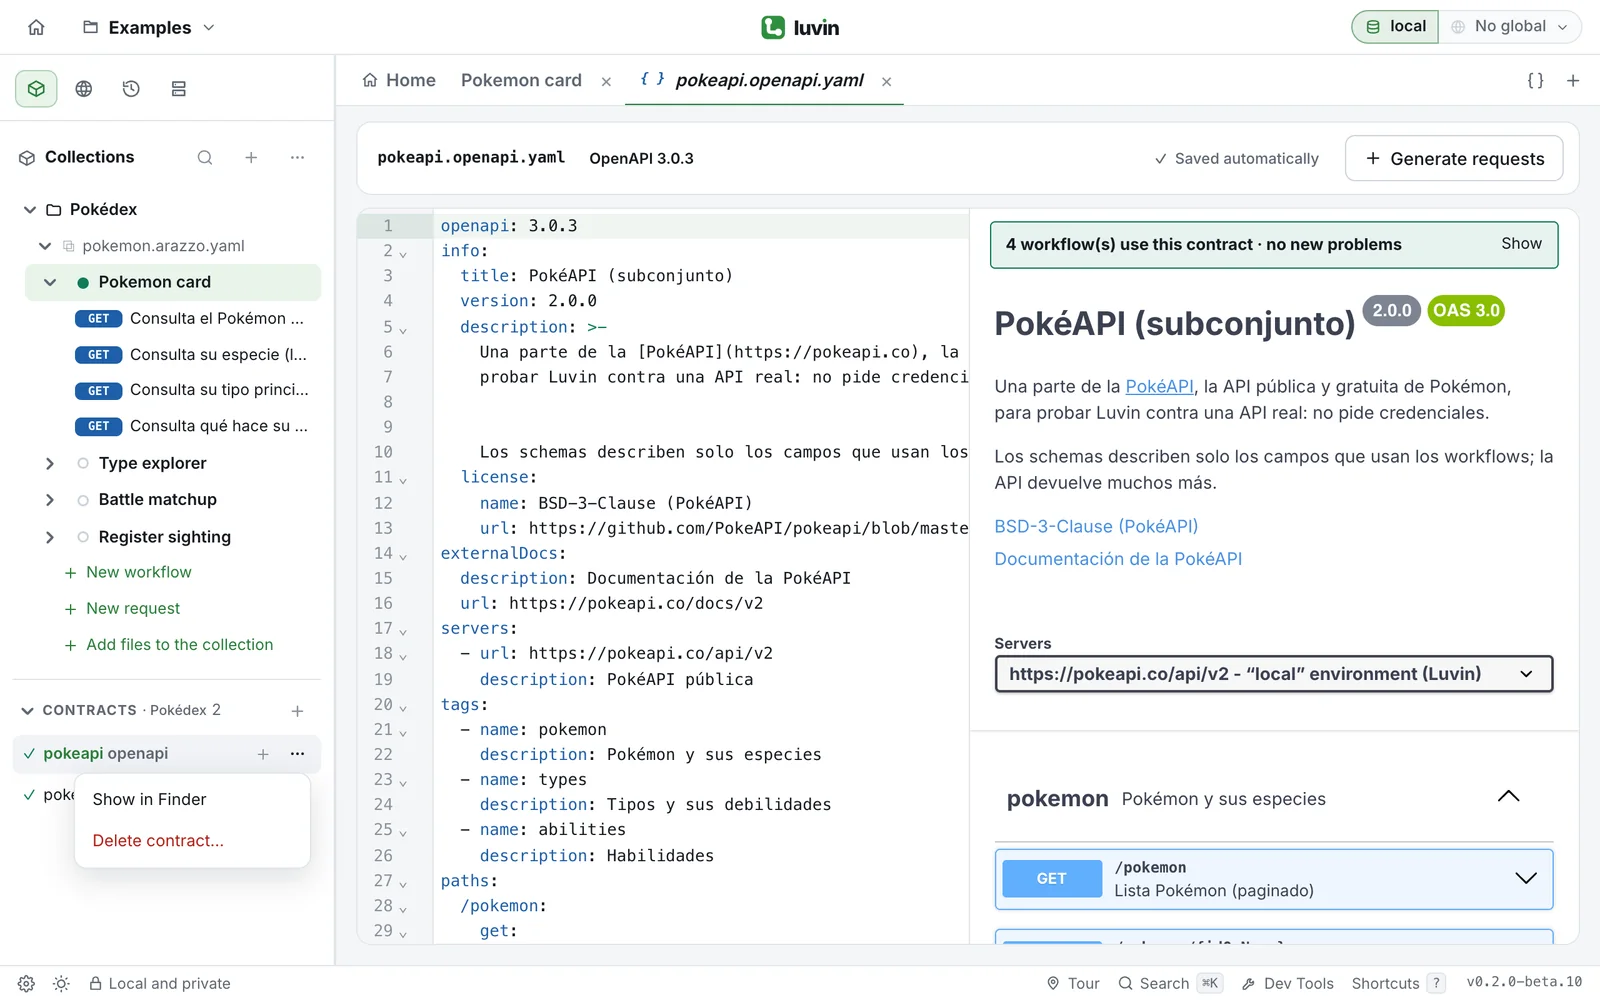 Examples
luvin
local
No global
Home
Pokemon card
{ } pokeapi.openapi.yaml
{ }
Collections
pokeapi.openapi.yaml
OpenAPI 3.0.3
Saved automatically
+ Generate requests
Pokédex
pokemon.arazzo.yaml
Pokemon card
GET Consulta el Pokémon ...
GET Consulta su especie (l...
GET Consulta su tipo princi...
GET Consulta qué hace su ...
Type explorer
Battle matchup
Register sighting
+ New workflow
+ New request
+ Add files to the collection
CONTRACTS · Pokédex 2
pokeapi openapi
poke
Show in Finder
Delete contract...
1 openapi: 3.0.3
2 info:
3 title: PokéAPI (subconjunto)
4 version: 2.0.0
5 description: >-
6 Una parte de la [PokéAPI](https://pokeapi.co), la
7 probar Luvin contra una API real: no pide credenci
8
9
10 Los schemas describen solo los campos que usan los
11 license:
12 name: BSD-3-Clause (PokéAPI)
13 url: https://github.com/PokeAPI/pokeapi/blob/maste
14 externalDocs:
15 description: Documentación de la PokéAPI
16 url: https://pokeapi.co/docs/v2
17 servers:
18 - url: https://pokeapi.co/api/v2
19 description: PokéAPI pública
20 tags:
21 - name: pokemon
22 description: Pokémon y sus especies
23 - name: types
24 description: Tipos y sus debilidades
25 - name: abilities
26 description: Habilidades
27 paths:
28 /pokemon:
29 get:
4 workflow(s) use this contract · no new problems
Show
PokéAPI (subconjunto) 2.0.0 OAS 3.0
Una parte de la PokéAPI, la API pública y gratuita de Pokémon,
para probar Luvin contra una API real: no pide credenciales.
Los schemas describen solo los campos que usan los workflows; la
API devuelve muchos más.
BSD-3-Clause (PokéAPI)
Documentación de la PokéAPI
Servers
https://pokeapi.co/api/v2 - “local” environment (Luvin)
pokemon Pokémon y sus especies
GET
/pokemon
Lista Pokémon (paginado)
Local and private
Tour
Search ⌘K
Dev Tools
Shortcuts ?
v0.2.0-beta.10